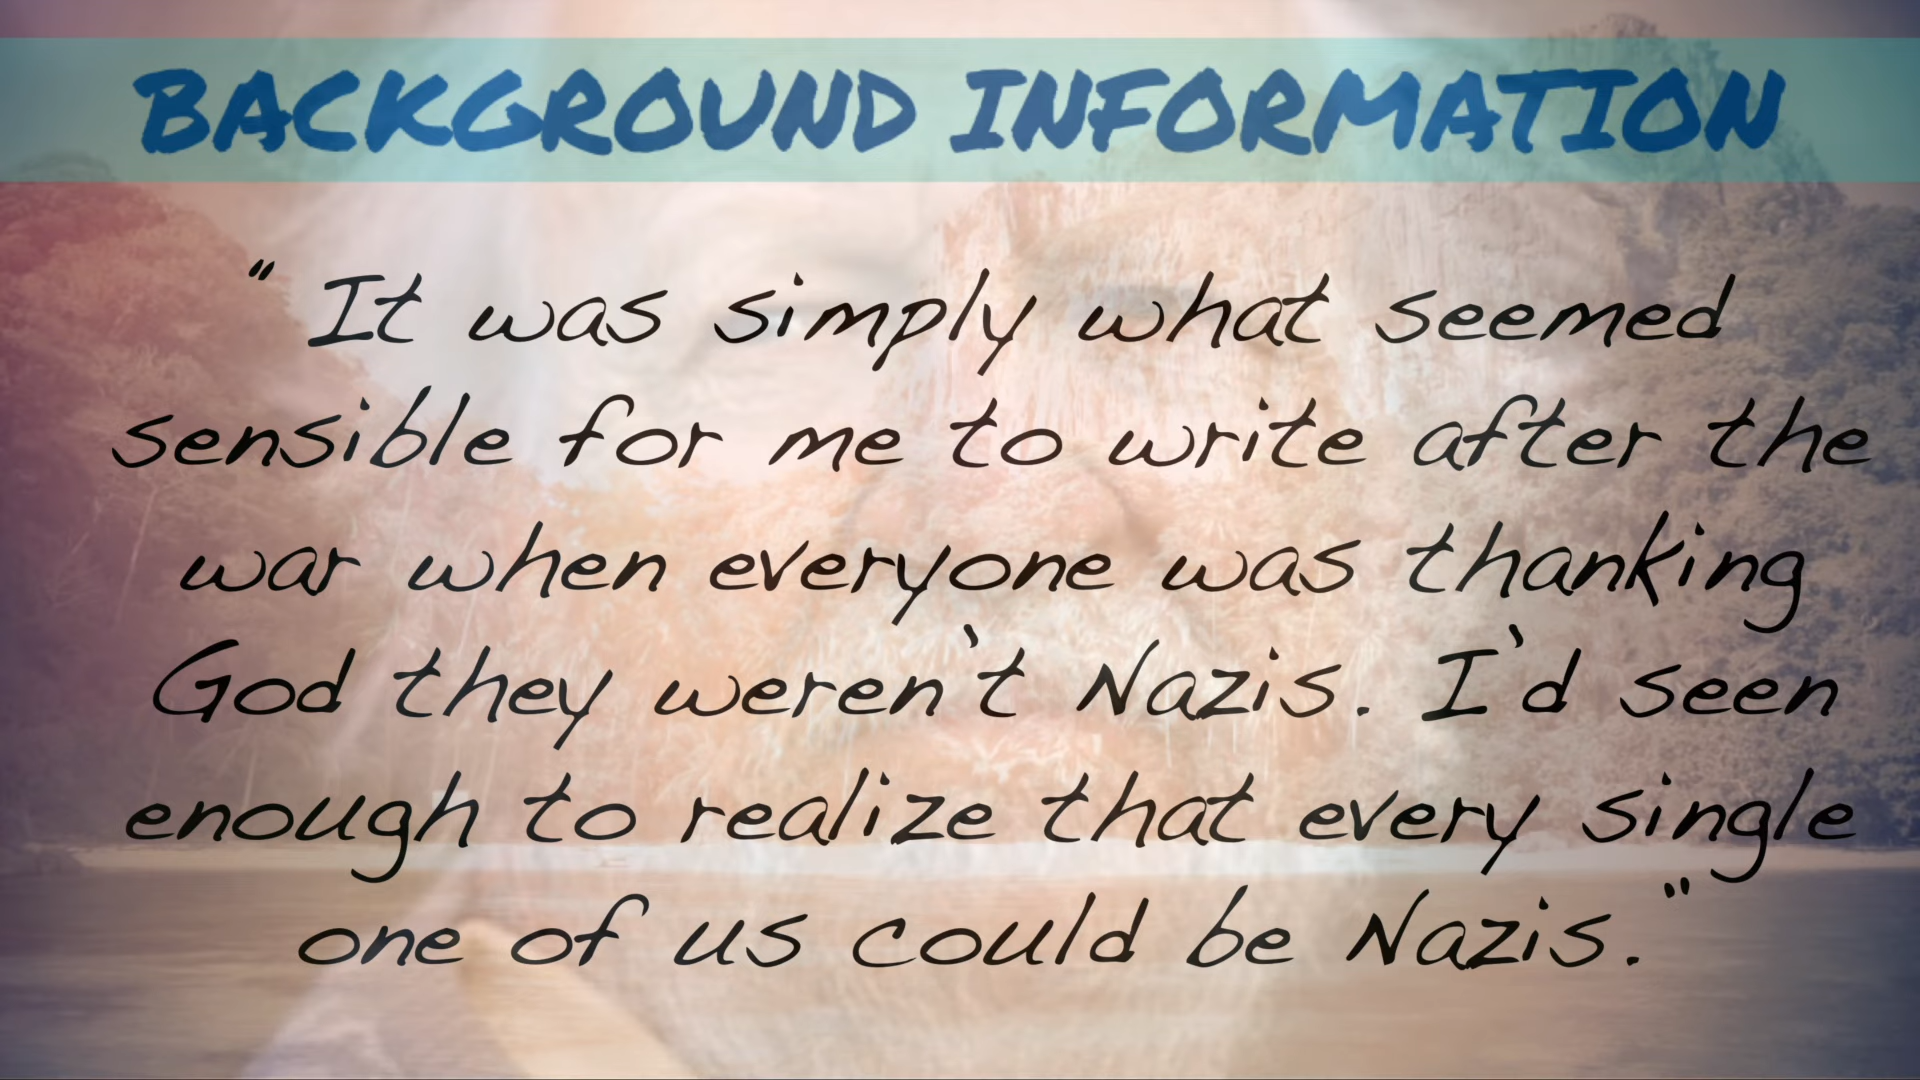 BACKGROUND INFORMATION
" It was simply what seemed
sensible for me to write after the
war when everyone was thanking
God they weren't Nazis. I'd seen
enough to realize that every single
one of us could be Nazis."